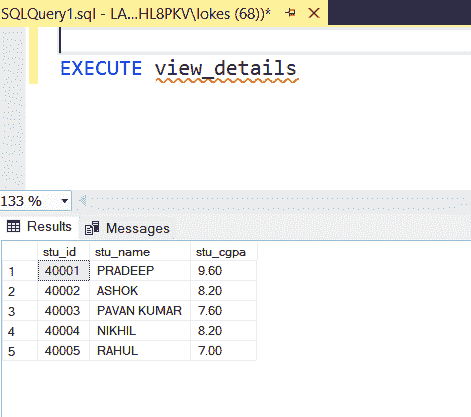 SQLQuery1.sql - LA...HL8PKV\lokes (68))*
EXECUTE view_details
133 %
Results Messages
stu_id stu_name stu_cgpa
1 40001 PRADEEP 9.60
2 40002 ASHOK 8.20
3 40003 PAVAN KUMAR 7.60
4 40004 NIKHIL 8.20
5 40005 RAHUL 7.00